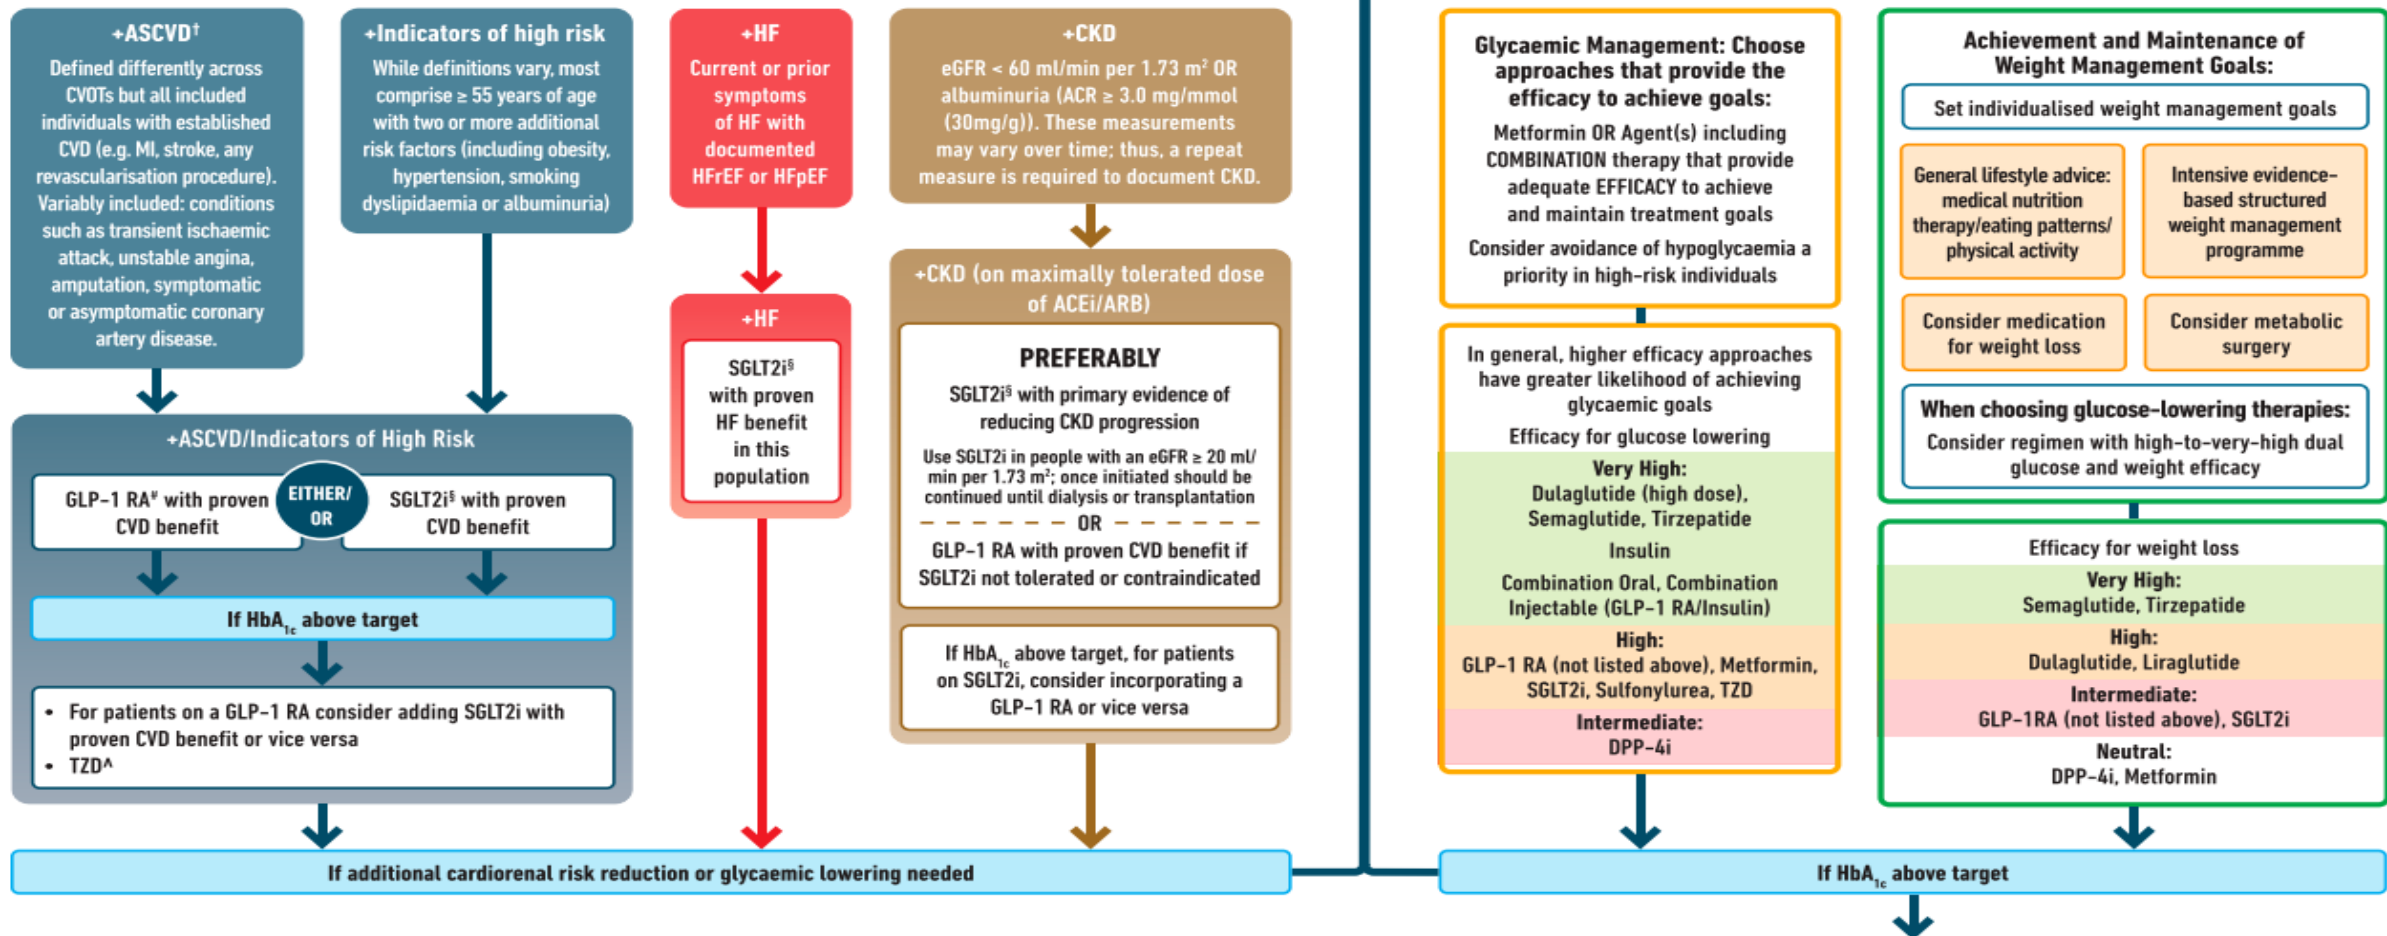 +ASCVD†
Defined differently across
CVOTs but all included
individuals with established
CVD (e.g. MI, stroke, any
revascularisation procedure).
Variably included: conditions
such as transient ischaemic
attack, unstable angina,
amputation, symptomatic
or asymptomatic coronary
artery disease.
+Indicators of high risk
While definitions vary, most
comprise ≥ 55 years of age
with two or more additional
risk factors (including obesity,
hypertension, smoking
dyslipidaemia or albuminuria)
+ASCVD/Indicators of High Risk
GLP-1 RA# with proven
CVD benefit
EITHER/
OR
SGLT2i§ with proven
CVD benefit
If HbA1c above target
• For patients on a GLP-1 RA consider adding SGLT2i with
proven CVD benefit or vice versa
• TZD^
+HF
Current or prior
symptoms
of HF with
documented
HFrEF or HFpEF
+HF
SGLT2i§
with proven
HF benefit
in this
population
+CKD
eGFR < 60 ml/min per 1.73 m² OR
albuminuria (ACR ≥ 3.0 mg/mmol
(30mg/g)). These measurements
may vary over time; thus, a repeat
measure is required to document CKD.
+CKD (on maximally tolerated dose
of ACEi/ARB)
PREFERABLY
SGLT2i§ with primary evidence of
reducing CKD progression
Use SGLT2i in people with an eGFR ≥ 20 ml/
min per 1.73 m²; once initiated should be
continued until dialysis or transplantation
OR
GLP-1 RA with proven CVD benefit if
SGLT2i not tolerated or contraindicated
If HbA1c above target, for patients
on SGLT2i, consider incorporating a
GLP-1 RA or vice versa
If additional cardiorenal risk reduction or glycaemic lowering needed
Glycaemic Management: Choose
approaches that provide the
efficacy to achieve goals:
Metformin OR Agent(s) including
COMBINATION therapy that provide
adequate EFFICACY to achieve
and maintain treatment goals
Consider avoidance of hypoglycaemia a
priority in high-risk individuals
In general, higher efficacy approaches
have greater likelihood of achieving
glycaemic goals
Efficacy for glucose lowering
Very High:
Dulaglutide (high dose),
Semaglutide, Tirzepatide
Insulin
Combination Oral, Combination
Injectable (GLP-1 RA/Insulin)
High:
GLP-1 RA (not listed above), Metformin,
SGLT2i, Sulfonylurea, TZD
Intermediate:
DPP-4i
Achievement and Maintenance of
Weight Management Goals:
Set individualised weight management goals
General lifestyle advice:
medical nutrition
therapy/eating patterns/
physical activity
Intensive evidence-
based structured
weight management
programme
Consider medication
for weight loss
Consider metabolic
surgery
When choosing glucose-lowering therapies:
Consider regimen with high-to-very-high dual
glucose and weight efficacy
Efficacy for weight loss
Very High:
Semaglutide, Tirzepatide
High:
Dulaglutide, Liraglutide
Intermediate:
GLP-1RA (not listed above), SGLT2i
Neutral:
DPP-4i, Metformin
If HbA1c above target